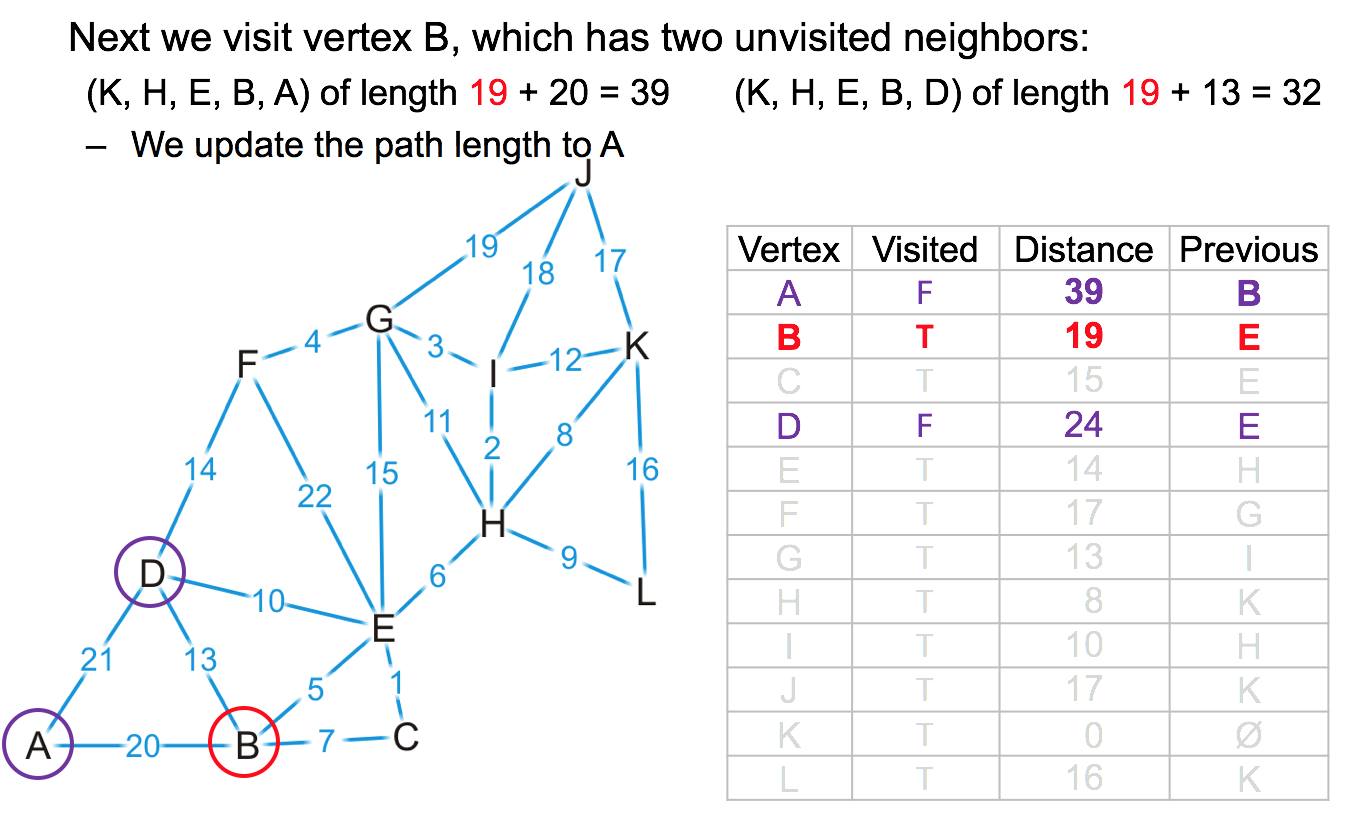 Next we visit vertex B, which has two unvisited neighbors:
(K, H, E, B, A) of length 19 + 20 = 39 (K, H, E, B, D) of length 19 + 13 = 32
– We update the path length to A
J
19
18
17
G
4
3
K
F
I
12
11
8
2
14
15
16
22
H
9
D
6
L
10
E
21
13
5
1
A
20
B
7
C
Vertex Visited Distance Previous
A F 39 B
B T 19 E
C T 15 E
D F 24 E
E T 14 H
F T 17 G
G T 13 I
H T 8 K
I T 10 H
J T 17 K
K T 0 Ø
L T 16 K